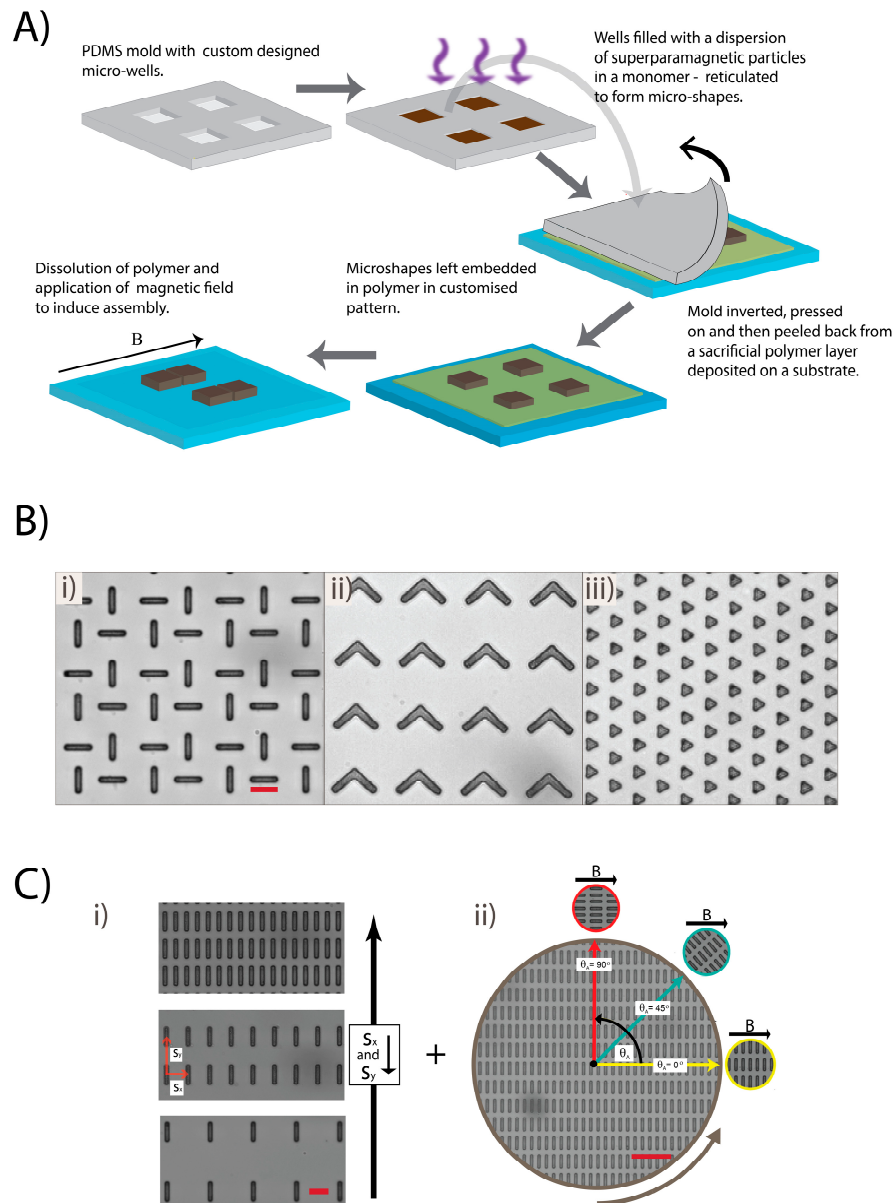 A)
PDMS mold with custom designed
micro-wells.
Wells filled with a dispersion
of superparamagnetic particles
in a monomer - reticulated
to form micro-shapes.
Dissolution of polymer and
application of magnetic field
to induce assembly.
B
Microshapes left embedded
in polymer in customised
pattern.
Mold inverted, pressed
on and then peeled back from
a sacrificial polymer layer
deposited on a substrate.
B)
i)
ii)
iii)
C)
i)
Sy
Sx
Sx
and
Sy
+
ii)
B
B
B
θA= 90°
θA= 45°
θA
θA= 0°